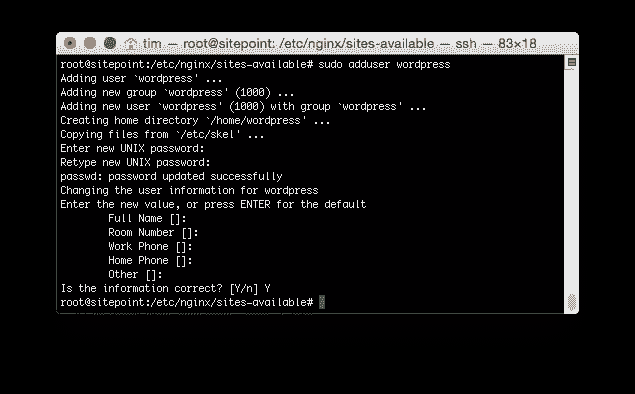 tim — root@sitepoint: /etc/nginx/sites-available — ssh — 83×18
root@sitepoint:/etc/nginx/sites-available# sudo adduser wordpress
Adding user `wordpress' ...
Adding new group `wordpress' (1000) ...
Adding new user `wordpress' (1000) with group `wordpress' ...
Creating home directory `/home/wordpress' ...
Copying files from `/etc/skel' ...
Enter new UNIX password:
Retype new UNIX password:
passwd: password updated successfully
Changing the user information for wordpress
Enter the new value, or press ENTER for the default
Full Name []:
Room Number []:
Work Phone []:
Home Phone []:
Other []:
Is the information correct? [Y/n] Y
root@sitepoint:/etc/nginx/sites-available#